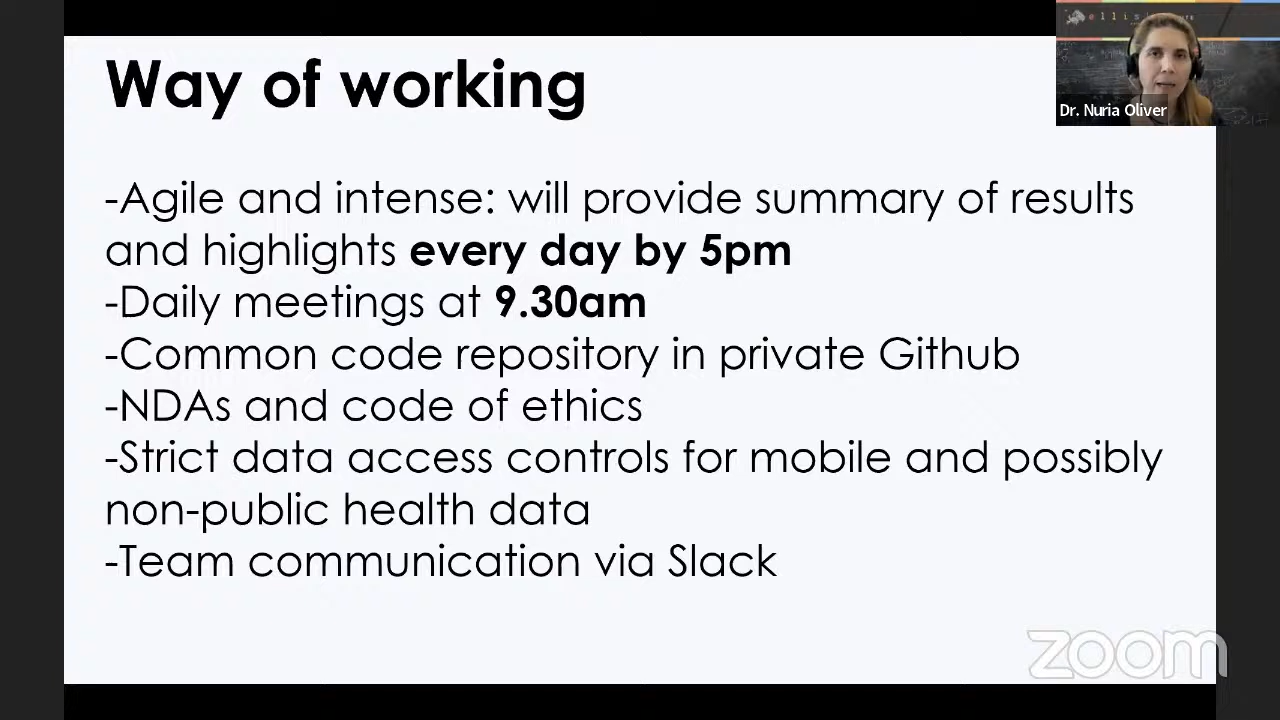 Way of working
ellis
Dr. Nuria Oliver
-Agile and intense: will provide summary of results
and highlights every day by 5pm
-Daily meetings at 9.30am
-Common code repository in private Github
-NDAs and code of ethics
-Strict data access controls for mobile and possibly
non-public health data
-Team communication via Slack
zoom